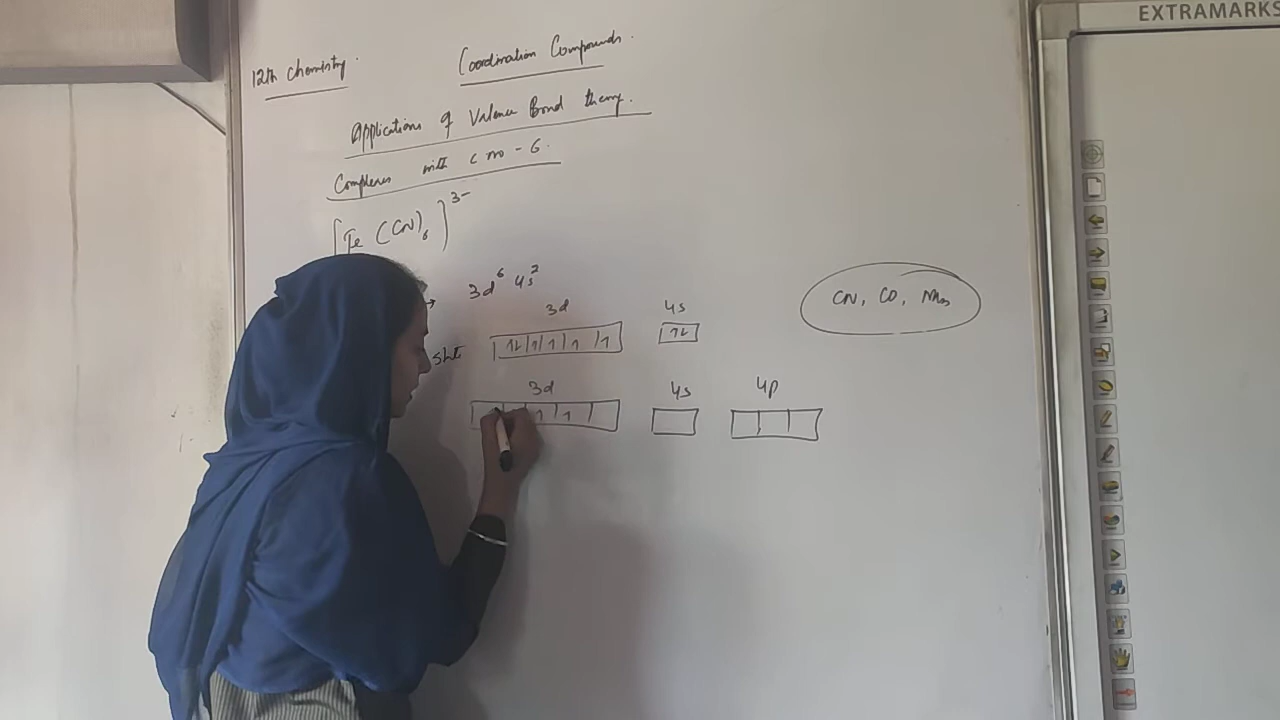 EXTRAMARKS
12th Chemistry.
Coordination Compounds.
Applications of Valence Bond theory.
Complexes with C no - 6.
[Fe (CN)6]3-
→ 3d6 4s2
3d 4s
CN, CO, NH3
3d 4s 4p